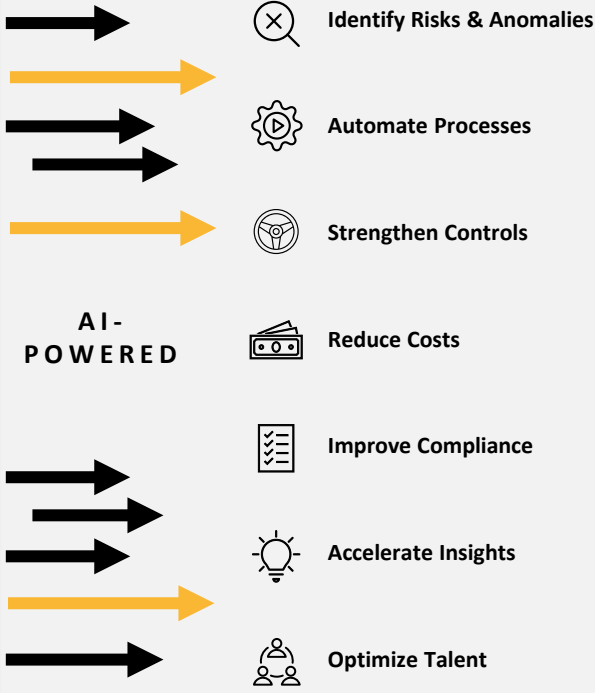 Identify Risks & Anomalies
Automate Processes
Strengthen Controls
AI-
POWERED
Reduce Costs
Improve Compliance
Accelerate Insights
Optimize Talent